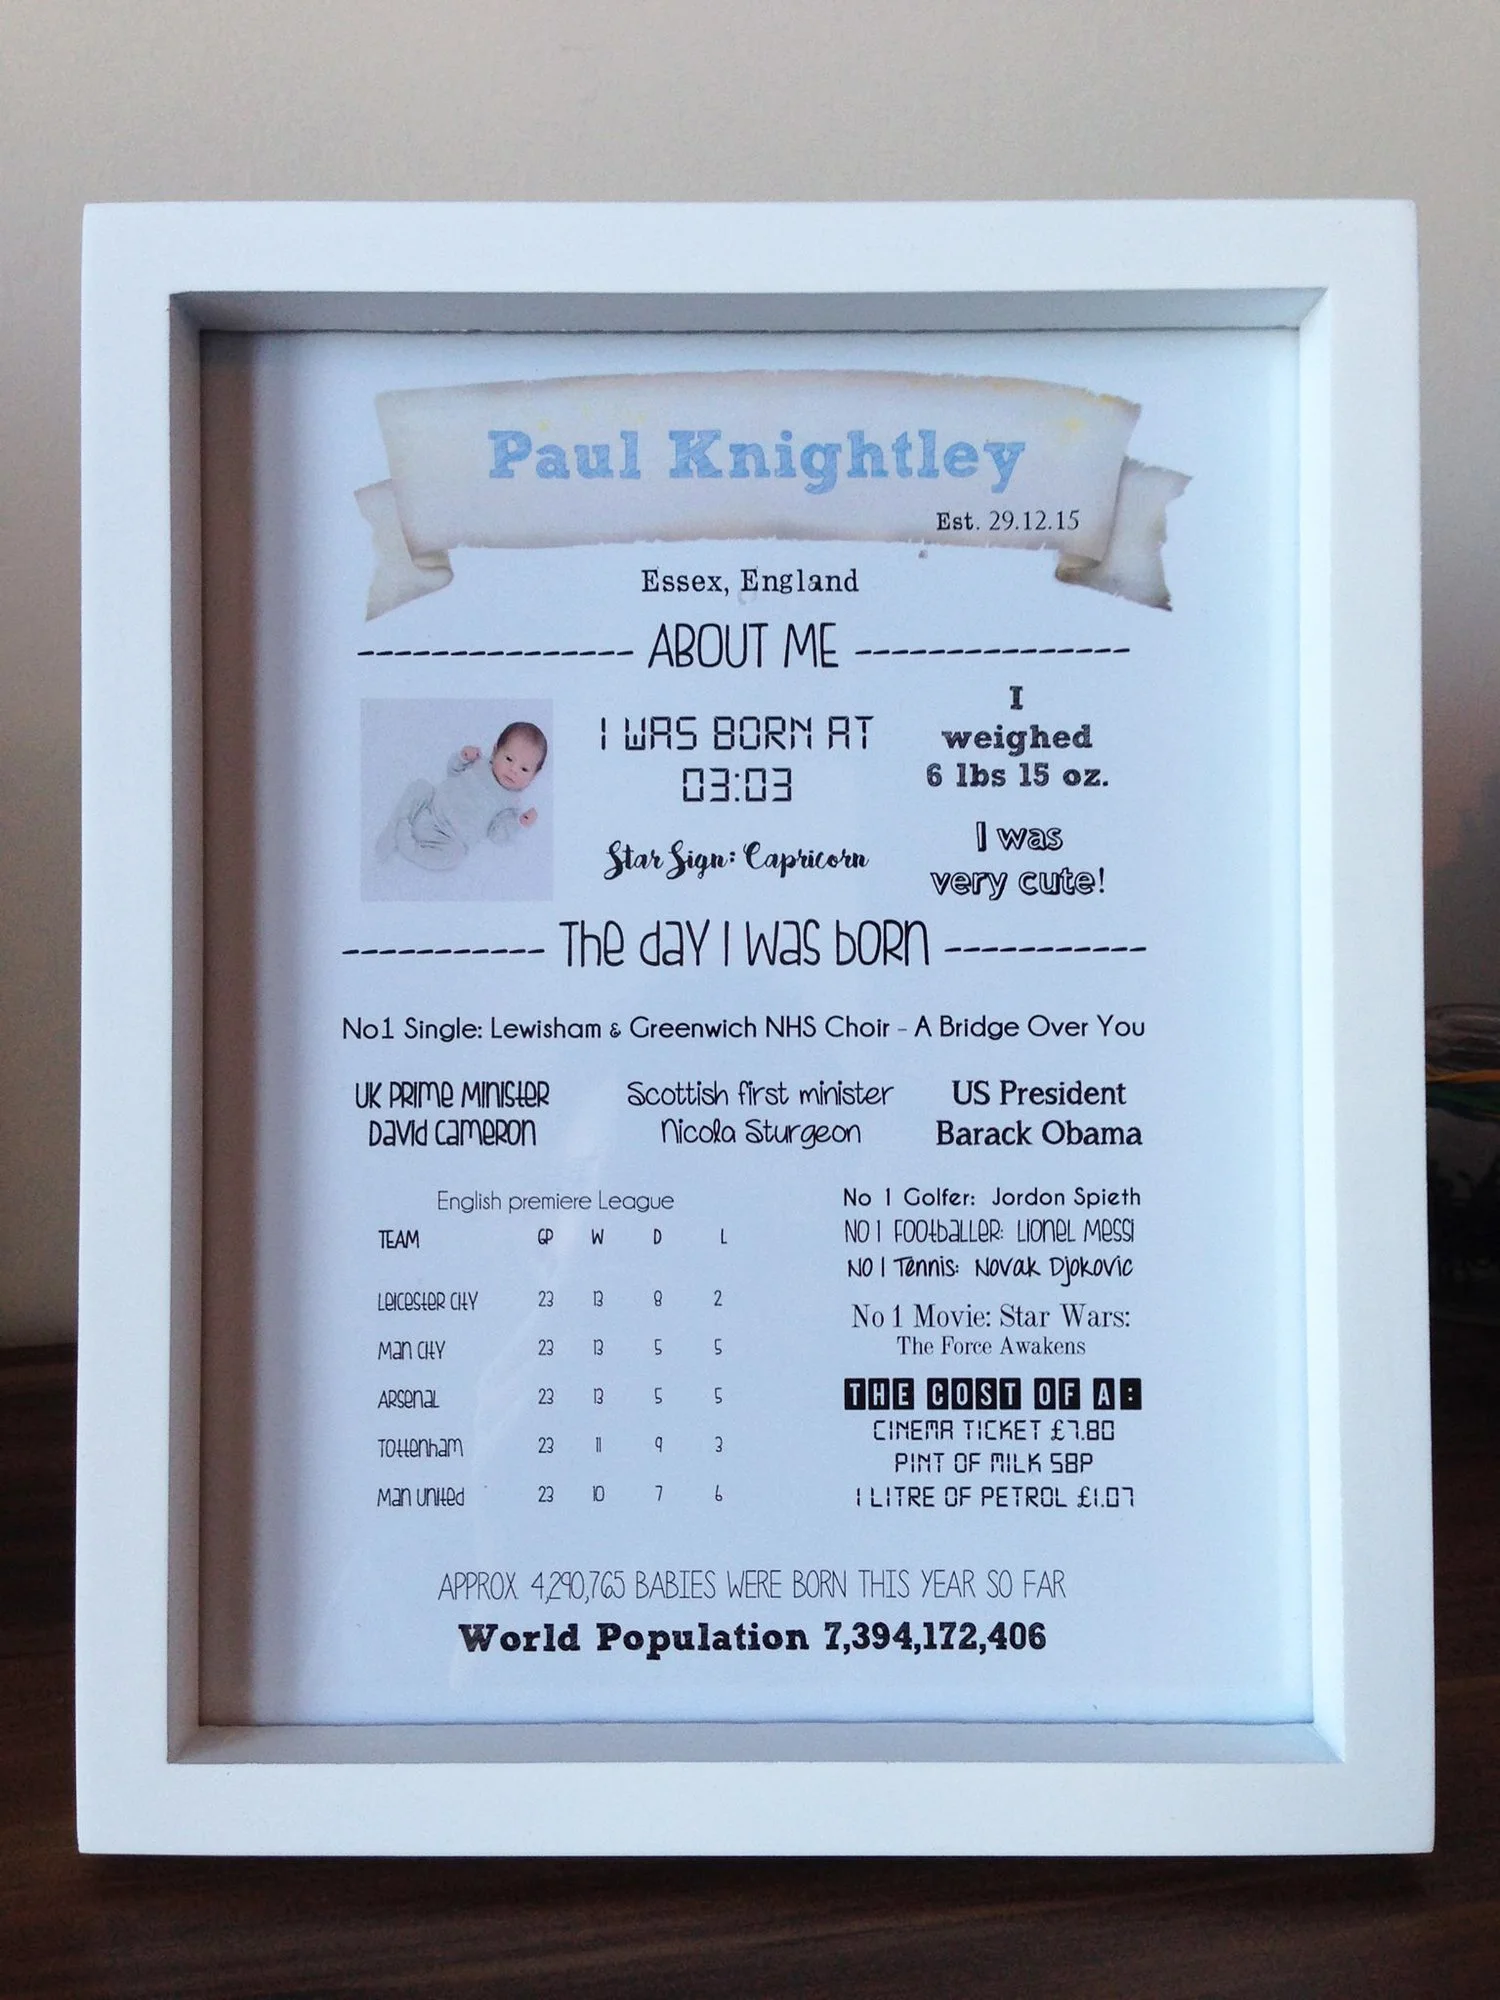 Paul Knightley
Est. 29.12.15
Essex, England
ABOUT ME
I WAS BORN AT
03:03
Star Sign: Capricorn
I
weighed
6 lbs 15 oz.
I was
very cute!
The day I was born
No1 Single: Lewisham & Greenwich NHS Choir - A Bridge Over You
UK Prime Minister
David Cameron
Scottish first minister
Nicola Sturgeon
US President
Barack Obama
English premiere League
TEAM GP W D L
Leicester City 23 13 8 2
Man City 23 13 5 5
Arsenal 23 13 5 5
Tottenham 23 11 9 3
Man United 23 10 7 6
No 1 Golfer: Jordon Spieth
No 1 Footballer: Lionel Messi
No 1 Tennis: Novak Djokovic
No 1 Movie: Star Wars:
The Force Awakens
THE COST OF A:
CINEMA TICKET £7.80
PINT OF MILK 58P
1 LITRE OF PETROL £1.07
APPROX 4,290,765 BABIES WERE BORN THIS YEAR SO FAR
World Population 7,394,172,406